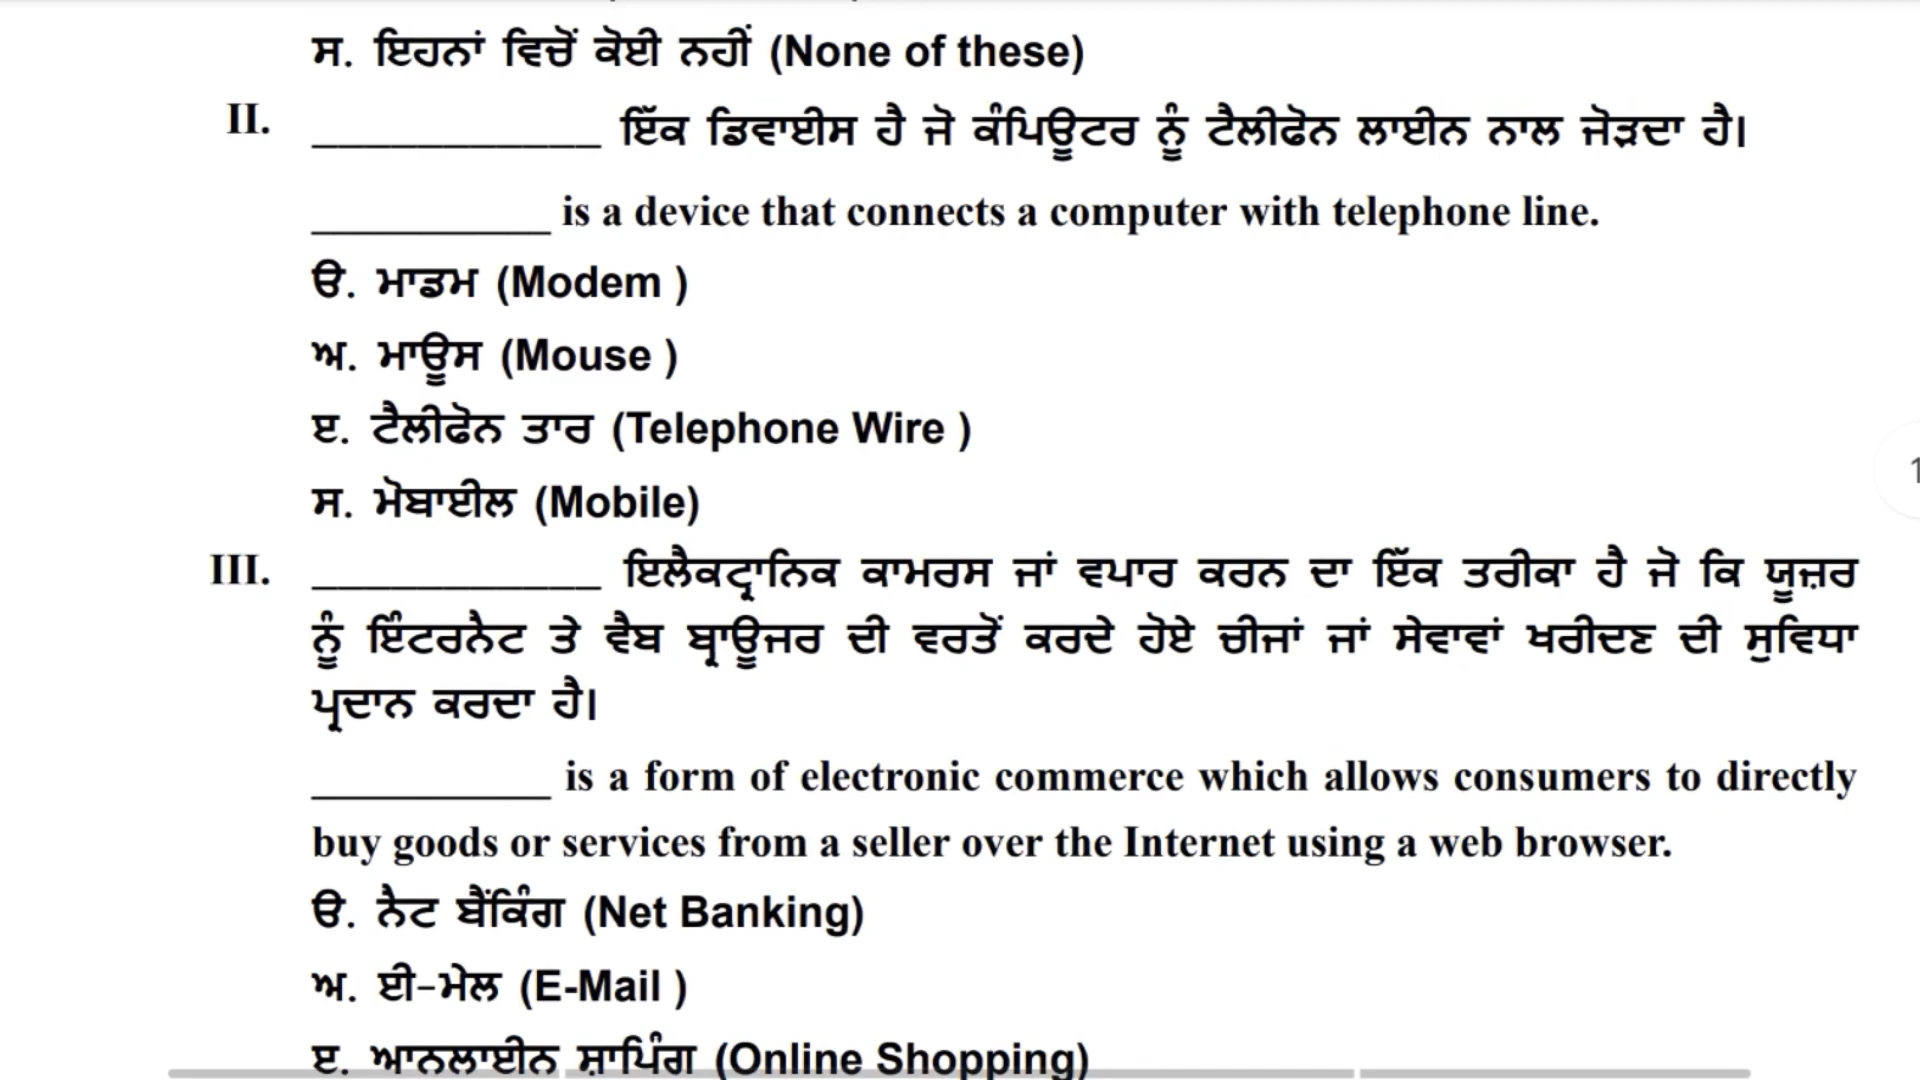 ਸ. ਇਹਨਾਂ ਵਿਚੋਂ ਕੋਈ ਨਹੀਂ (None of these)
II. ____________ ਇੱਕ ਡਿਵਾਈਸ ਹੈ ਜੋ ਕੰਪਿਊਟਰ ਨੂੰ ਟੈਲੀਫੋਨ ਲਾਈਨ ਨਾਲ ਜੋੜਦਾ ਹੈ।
____________ is a device that connects a computer with telephone line.
ੳ. ਮਾਡਮ (Modem )
ਅ. ਮਾਊਸ (Mouse )
ੲ. ਟੈਲੀਫੋਨ ਤਾਰ (Telephone Wire )
ਸ. ਮੋਬਾਈਲ (Mobile)
III. ____________ ਇਲੈਕਟ੍ਰਾਨਿਕ ਕਾਮਰਸ ਜਾਂ ਵਪਾਰ ਕਰਨ ਦਾ ਇੱਕ ਤਰੀਕਾ ਹੈ ਜੋ ਕਿ ਯੂਜ਼ਰ
ਨੂੰ ਇੰਟਰਨੈਟ ਤੇ ਵੈਬ ਬ੍ਰਾਊਜਰ ਦੀ ਵਰਤੋਂ ਕਰਦੇ ਹੋਏ ਚੀਜਾਂ ਜਾਂ ਸੇਵਾਵਾਂ ਖਰੀਦਣ ਦੀ ਸੁਵਿਧਾ
ਪ੍ਰਦਾਨ ਕਰਦਾ ਹੈ।
____________ is a form of electronic commerce which allows consumers to directly
buy goods or services from a seller over the Internet using a web browser.
ੳ. ਨੈਟ ਬੈਂਕਿੰਗ (Net Banking)
ਅ. ਈ-ਮੇਲ (E-Mail )
ੲ. ਆਨਲਾਈਨ ਸ਼ਾਪਿੰਗ (Online Shopping)